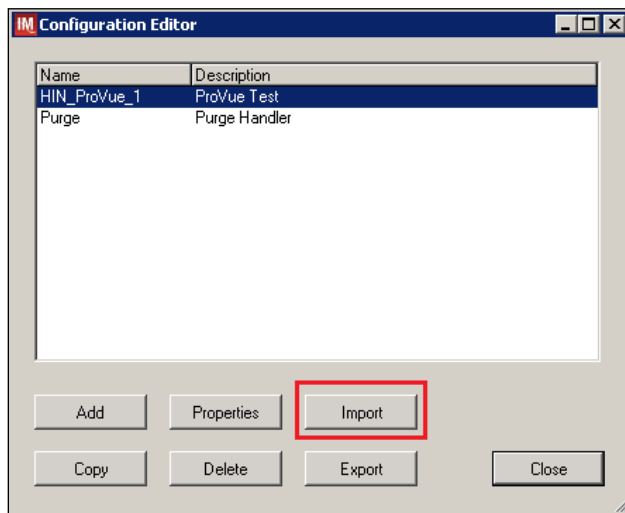 IM Configuration Editor
Name Description
HIN_ProVue_1 ProVue Test
Purge Purge Handler
Add Properties Import
Copy Delete Export Close